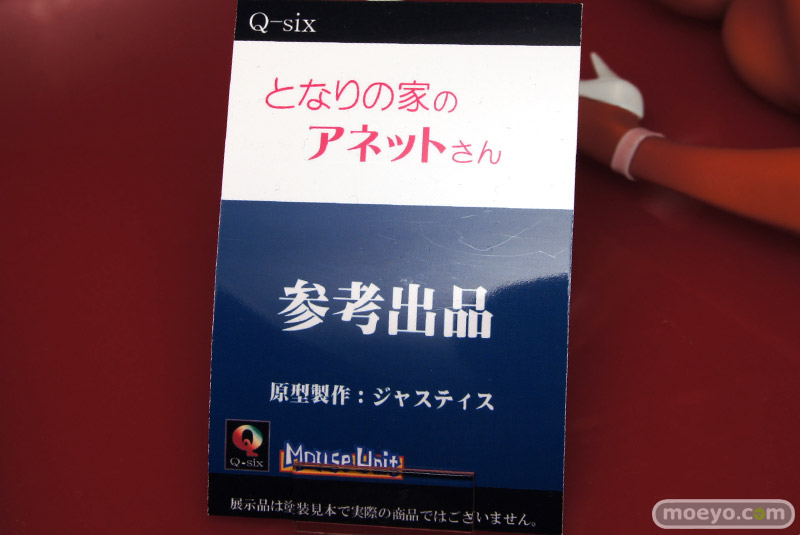 Q-six
となりの家の
アネットさん
参考出品
原型製作：ジャスティス
Q-six
Mouse Unit
展示品は塗装見本で実際の商品ではございません。
moeyo.com